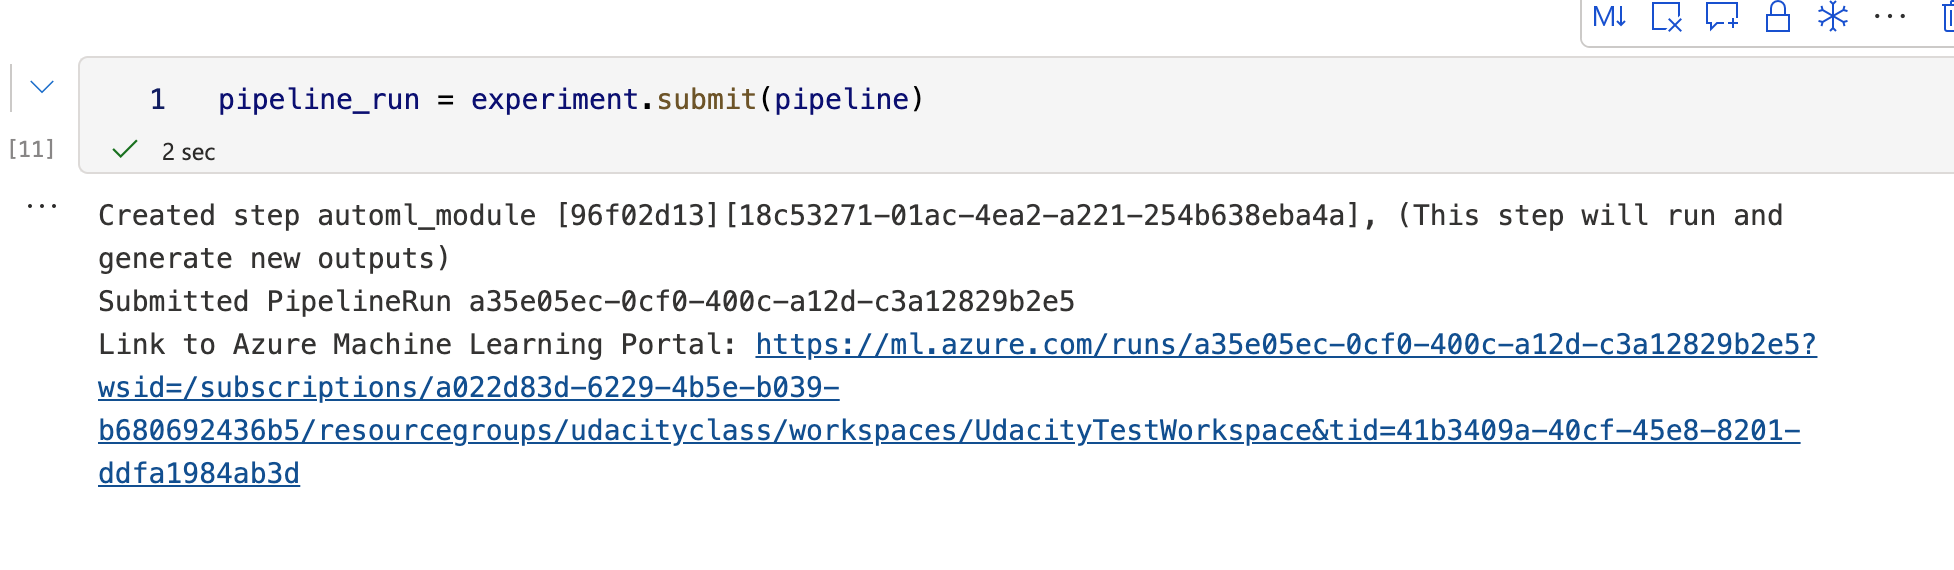 M↓
1 pipeline_run = experiment.submit(pipeline)
[11]
2 sec
Created step automl_module [96f02d13][18c53271-01ac-4ea2-a221-254b638eba4a], (This step will run and
generate new outputs)
Submitted PipelineRun a35e05ec-0cf0-400c-a12d-c3a12829b2e5
Link to Azure Machine Learning Portal: https://ml.azure.com/runs/a35e05ec-0cf0-400c-a12d-c3a12829b2e5?
wsid=/subscriptions/a022d83d-6229-4b5e-b039-
b680692436b5/resourcegroups/udacityclass/workspaces/UdacityTestWorkspace&tid=41b3409a-40cf-45e8-8201-
ddfa1984ab3d